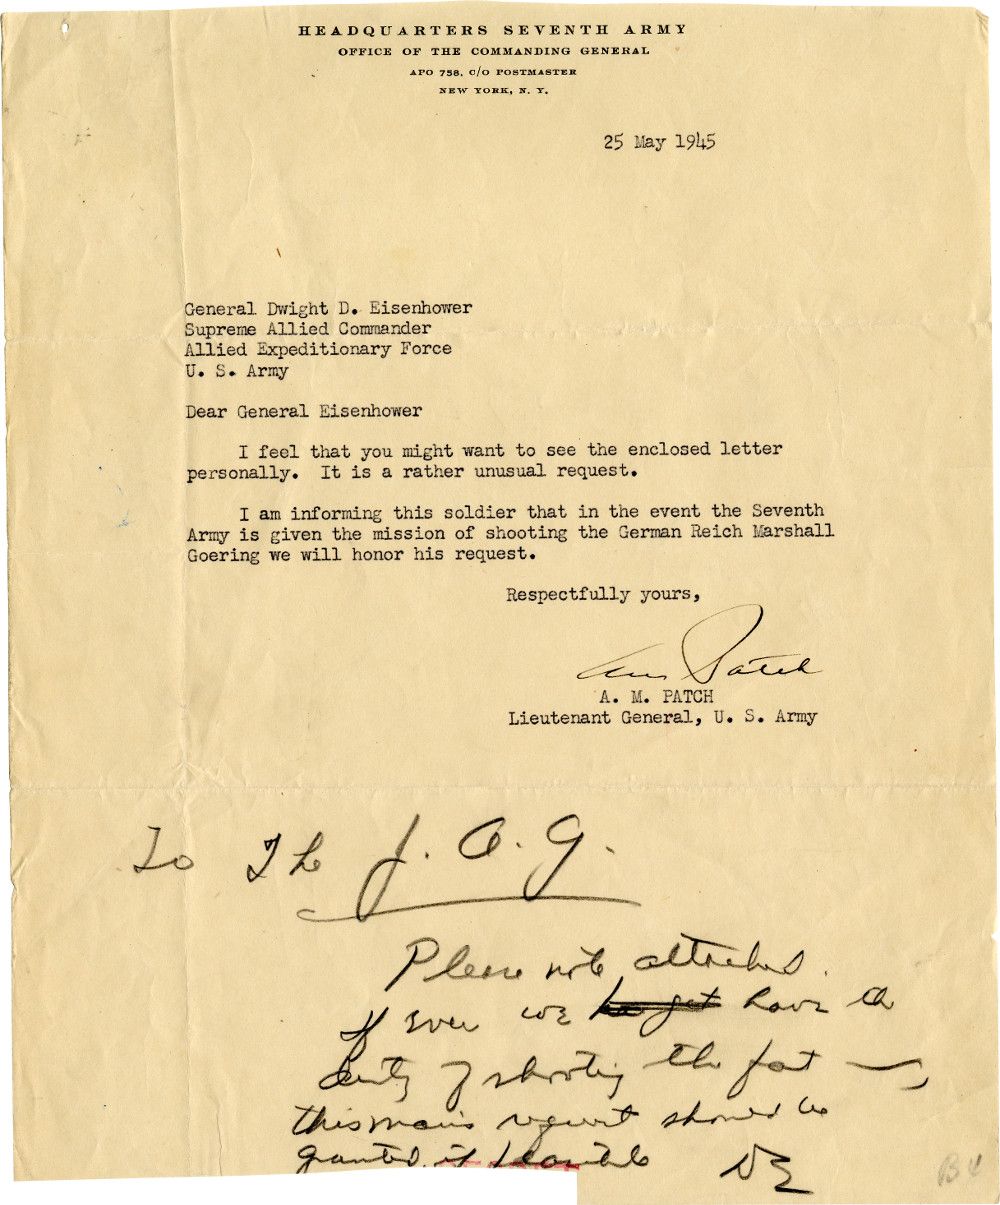 HEADQUARTERS SEVENTH ARMY
OFFICE OF THE COMMANDING GENERAL
APO 758, C/O POSTMASTER
NEW YORK, N. Y.
25 May 1945
General Dwight D. Eisenhower
Supreme Allied Commander
Allied Expeditionary Force
U. S. Army
Dear General Eisenhower
I feel that you might want to see the enclosed letter
personally. It is a rather unusual request.
I am informing this soldier that in the event the Seventh
Army is given the mission of shooting the German Reich Marshall
Goering we will honor his request.
Respectfully yours,
Patch
A. M. PATCH
Lieutenant General, U. S. Army
To The J. A. G.
Please note attached.
If ever we have the
duty of shooting the fat —,
this man's request should be
granted, if feasible DE
B4